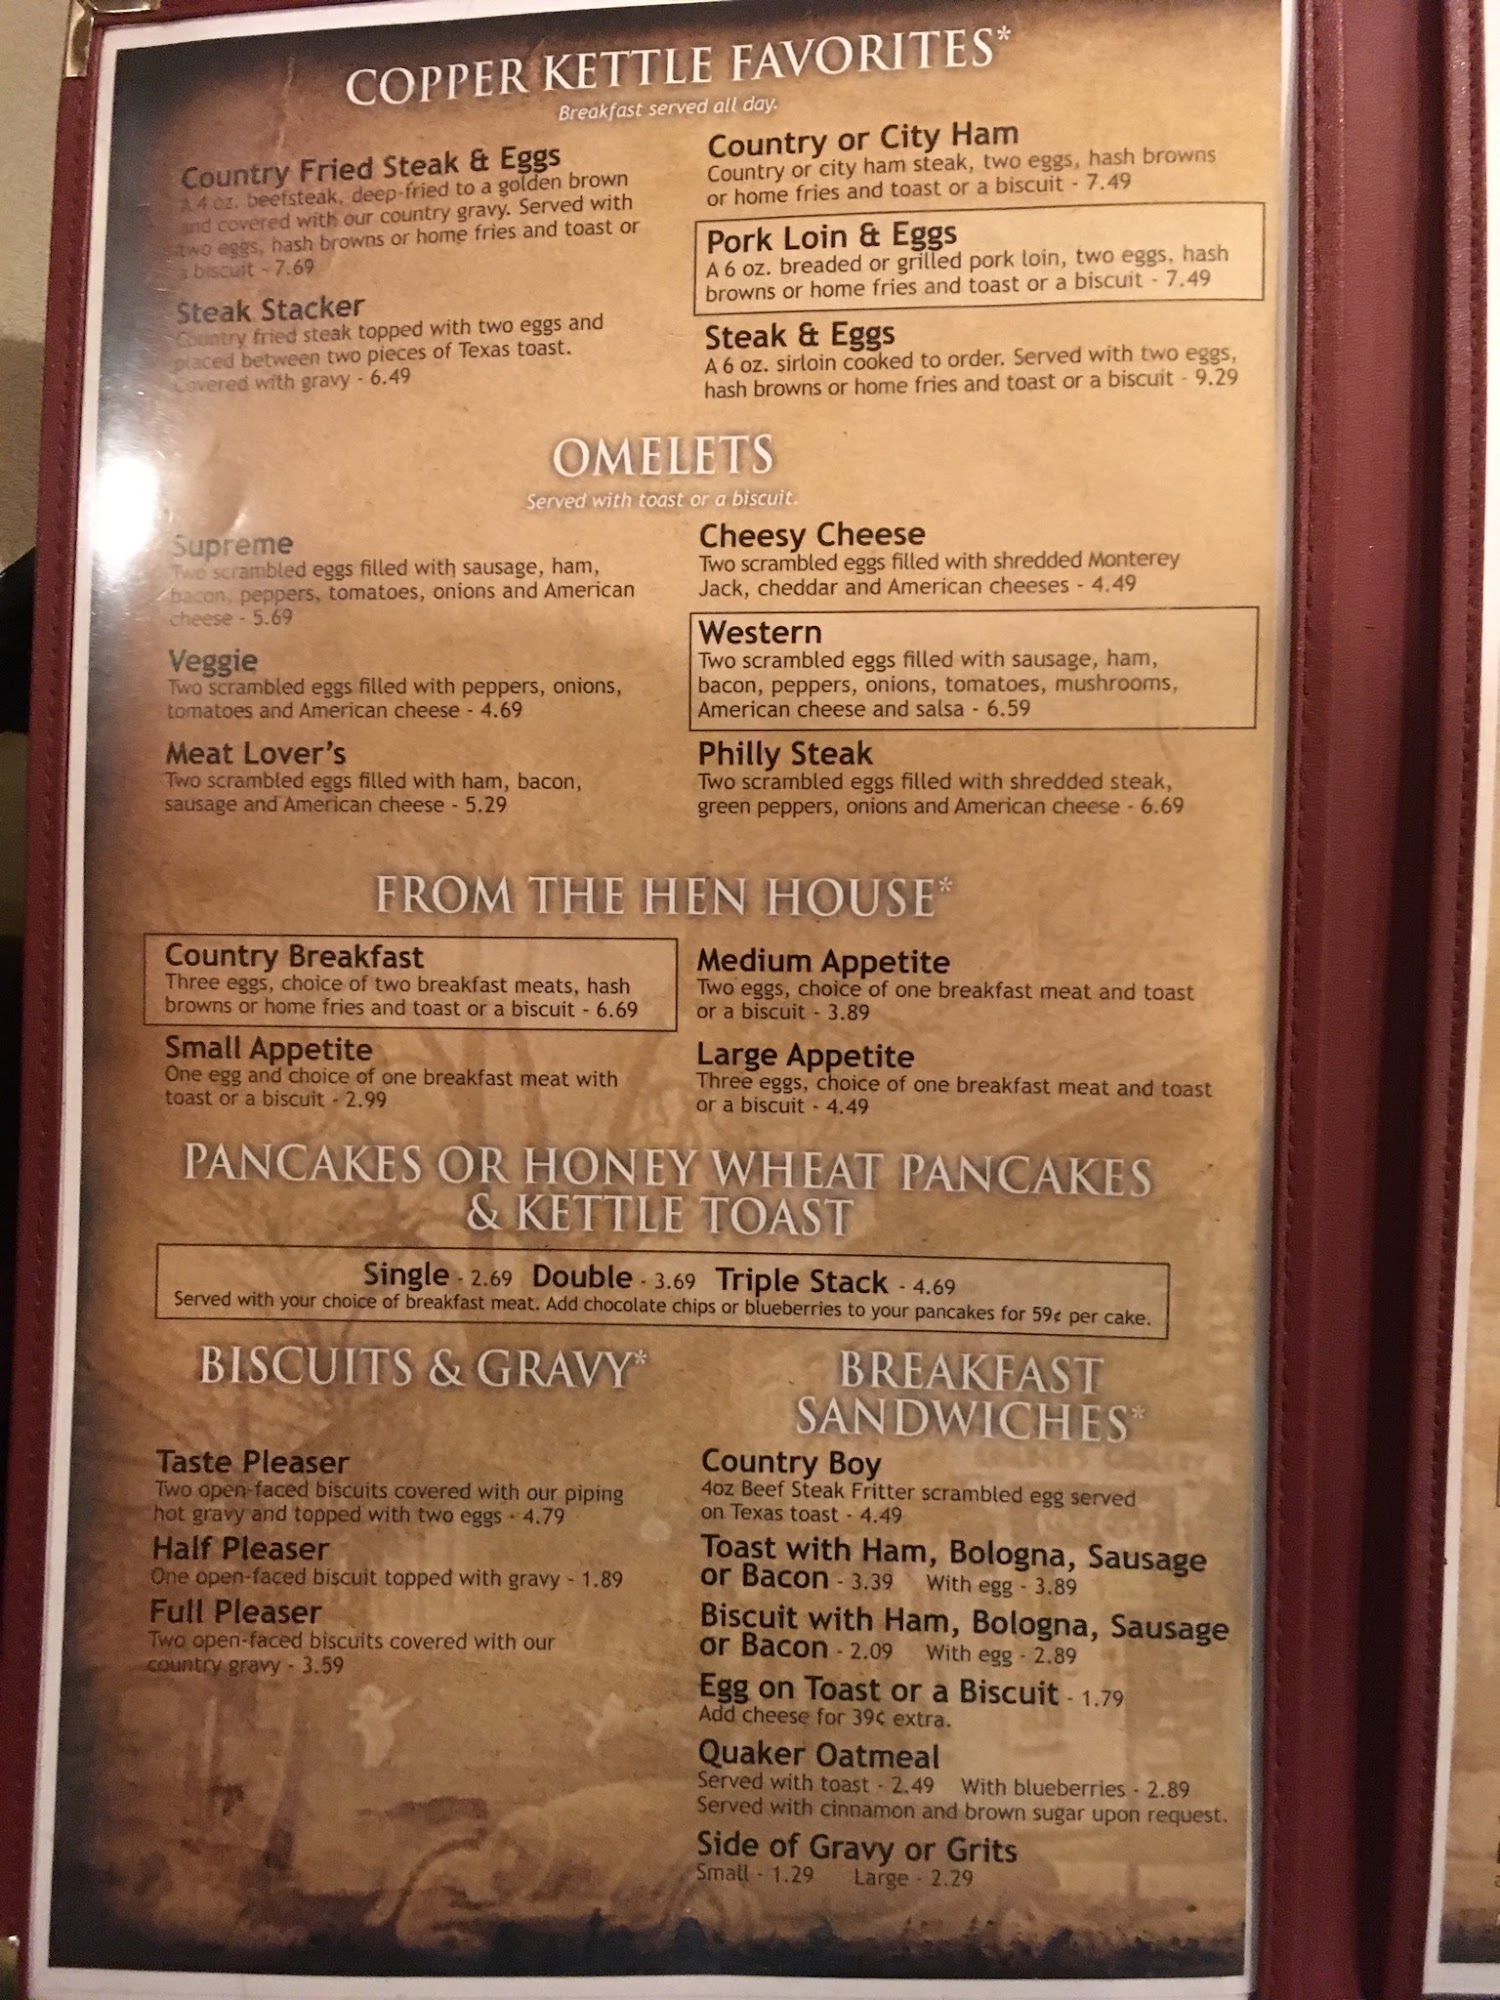 COPPER KETTLE FAVORITES*
Breakfast served all day.
Country Fried Steak & Eggs
A 4 oz. beefsteak, deep-fried to a golden brown
and covered with our country gravy. Served with
two eggs, hash browns or home fries and toast or
a biscuit - 7.69
Steak Stacker
Country fried steak topped with two eggs and
placed between two pieces of Texas toast.
Covered with gravy - 6.49
Country or City Ham
Country or city ham steak, two eggs, hash browns
or home fries and toast or a biscuit - 7.49
Pork Loin & Eggs
A 6 oz. breaded or grilled pork loin, two eggs, hash
browns or home fries and toast or a biscuit - 7.49
Steak & Eggs
A 6 oz. sirloin cooked to order. Served with two eggs,
hash browns or home fries and toast or a biscuit - 9.29
OMELETS
Served with toast or a biscuit.
Supreme
Two scrambled eggs filled with sausage, ham,
bacon, peppers, tomatoes, onions and American
cheese - 5.69
Veggie
Two scrambled eggs filled with peppers, onions,
tomatoes and American cheese - 4.69
Meat Lover's
Two scrambled eggs filled with ham, bacon,
sausage and American cheese - 5.29
Cheesy Cheese
Two scrambled eggs filled with shredded Monterey
Jack, cheddar and American cheeses - 4.49
Western
Two scrambled eggs filled with sausage, ham,
bacon, peppers, onions, tomatoes, mushrooms,
American cheese and salsa - 6.59
Philly Steak
Two scrambled eggs filled with shredded steak,
green peppers, onions and American cheese - 6.69
FROM THE HEN HOUSE*
Country Breakfast
Three eggs, choice of two breakfast meats, hash
browns or home fries and toast or a biscuit - 6.69
Small Appetite
One egg and choice of one breakfast meat with
toast or a biscuit - 2.99
Medium Appetite
Two eggs, choice of one breakfast meat and toast
or a biscuit - 3.89
Large Appetite
Three eggs, choice of one breakfast meat and toast
or a biscuit - 4.49
PANCAKES OR HONEY WHEAT PANCAKES
& KETTLE TOAST
Single - 2.69 Double - 3.69 Triple Stack - 4.69
Served with your choice of breakfast meat. Add chocolate chips or blueberries to your pancakes for 59¢ per cake.
BISCUITS & GRAVY*
Taste Pleaser
Two open-faced biscuits covered with our piping
hot gravy and topped with two eggs - 4.79
Half Pleaser
One open-faced biscuit topped with gravy - 1.89
Full Pleaser
Two open-faced biscuits covered with our
country gravy - 3.59
BREAKFAST
SANDWICHES*
Country Boy
4oz Beef Steak Fritter scrambled egg served
on Texas toast - 4.49
Toast with Ham, Bologna, Sausage
or Bacon - 3.39 With egg - 3.89
Biscuit with Ham, Bologna, Sausage
or Bacon - 2.09 With egg - 2.89
Egg on Toast or a Biscuit - 1.79
Add cheese for 39¢ extra.
Quaker Oatmeal
Served with toast - 2.49 With blueberries - 2.89
Served with cinnamon and brown sugar upon request.
Side of Gravy or Grits
Small - 1.29 Large - 2.29